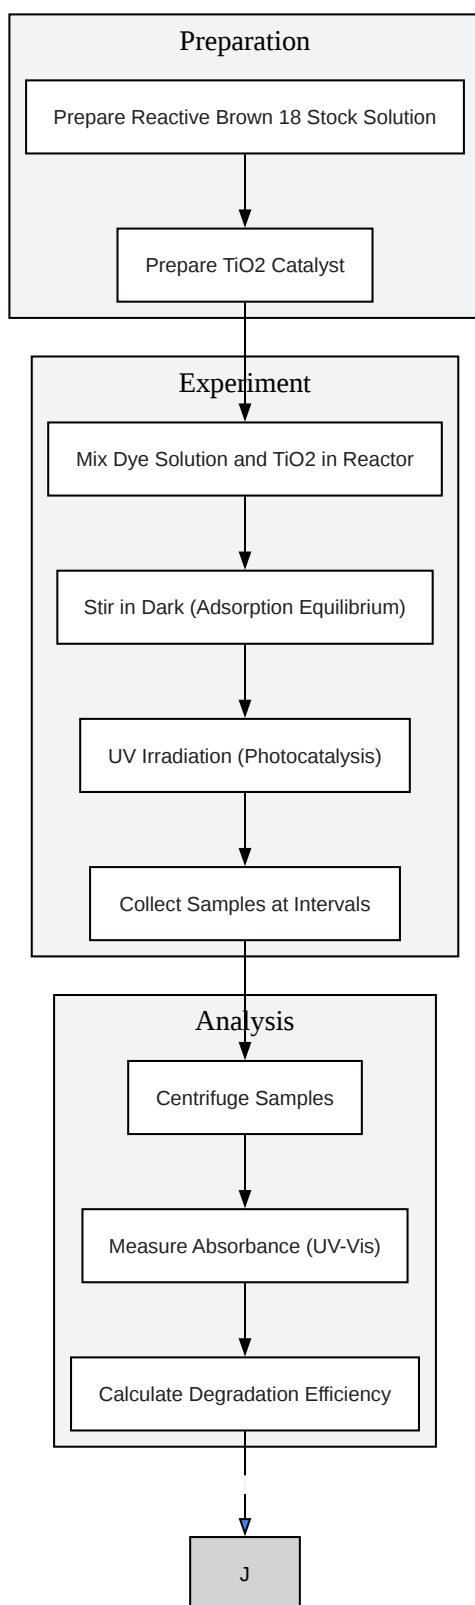 Preparation
Prepare Reactive Brown 18 Stock Solution
Prepare TiO2 Catalyst
Experiment
Mix Dye Solution and TiO2 in Reactor
Stir in Dark (Adsorption Equilibrium)
UV Irradiation (Photocatalysis)
Collect Samples at Intervals
Analysis
Centrifuge Samples
Measure Absorbance (UV-Vis)
Calculate Degradation Efficiency
J